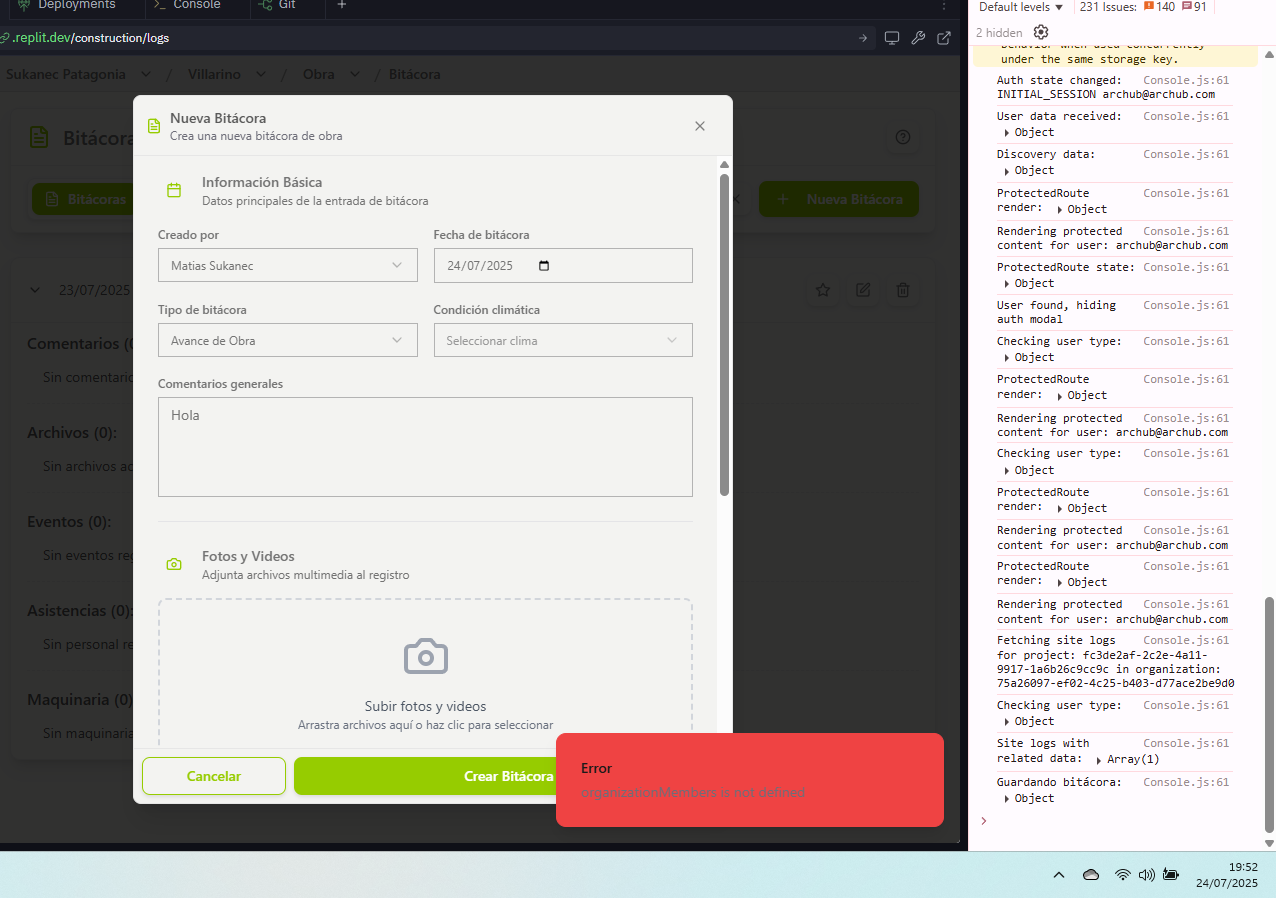 Deployments
Console
Git
Default levels
231 Issues:
140
91
.replit.dev/construction/logs
2 hidden
Sukanec Patagonia / Villarino / Obra / Bitácora
Nueva Bitácora
Crea una nueva bitácora de obra
Bitácora
Bitácoras
Nueva Bitácora
23/07/2025
Comentarios (0
Sin comentario
Archivos (0):
Sin archivos ad
Eventos (0):
Sin eventos reg
Asistencias (0):
Sin personal re
Maquinaria (0)
Sin maquinaria
Información Básica
Datos principales de la entrada de bitácora
Creado por
Fecha de bitácora
Matias Sukanec
24/07/2025
Tipo de bitácora
Condición climática
Avance de Obra
Seleccionar clima
Comentarios generales
Hola
Fotos y Videos
Adjunta archivos multimedia al registro
Subir fotos y videos
Arrastra archivos aquí o haz clic para seleccionar
Cancelar
Crear Bitácora
Error
organizationMembers is not defined
behavior when used concurrently
under the same storage key.
Auth state changed: Console.js:61
INITIAL_SESSION archub@archub.com
User data received: Console.js:61
Object
Discovery data: Console.js:61
Object
ProtectedRoute Console.js:61
render: Object
Rendering protected Console.js:61
content for user: archub@archub.com
ProtectedRoute state: Console.js:61
Object
User found, hiding Console.js:61
auth modal
Checking user type: Console.js:61
Object
ProtectedRoute Console.js:61
render: Object
Rendering protected Console.js:61
content for user: archub@archub.com
Checking user type: Console.js:61
Object
ProtectedRoute Console.js:61
render: Object
Rendering protected Console.js:61
content for user: archub@archub.com
ProtectedRoute Console.js:61
render: Object
Rendering protected Console.js:61
content for user: archub@archub.com
Fetching site logs Console.js:61
for project: fc3de2af-2c2e-4a11-
9917-1a6b26c9cc9c in organization:
75a26097-ef02-4c25-b403-d77ace2be9d0
Checking user type: Console.js:61
Object
Site logs with Console.js:61
related data: Array(1)
Guardando bitácora: Console.js:61
Object
19:52
24/07/2025